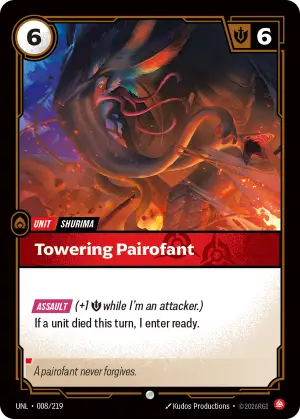 6
6
UNIT SHURIMA
Towering Pairofant
ASSAULT (+1 while I'm an attacker.)
If a unit died this turn, I enter ready.
A pairofant never forgives.
UNL • 008/219
Kudos Productions • ©2026RGI